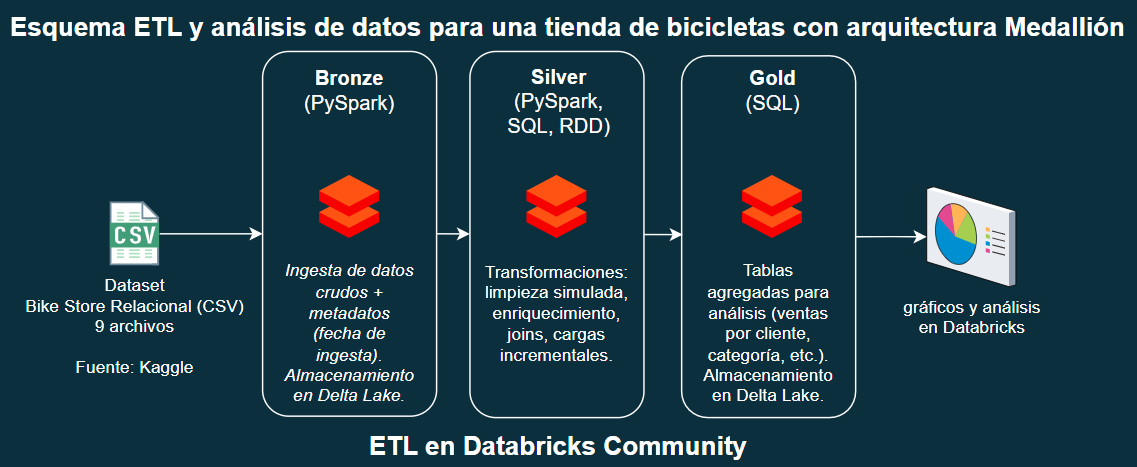 Esquema ETL y análisis de datos para una tienda de bicicletas con arquitectura Medallión
Bronze
(PySpark)
Ingesta de datos
crudos +
metadatos
(fecha de
ingesta).
Almacenamiento
en Delta Lake.
Silver
(PySpark,
SQL, RDD)
Transformaciones:
limpieza simulada,
enriquecimiento,
joins, cargas
incrementales.
Gold
(SQL)
Tablas
agregadas para
análisis (ventas
por cliente,
categoría, etc.).
Almacenamiento
en Delta Lake.
CSV
Dataset
Bike Store Relacional (CSV)
9 archivos
Fuente: Kaggle
gráficos y análisis
en Databricks
ETL en Databricks Community